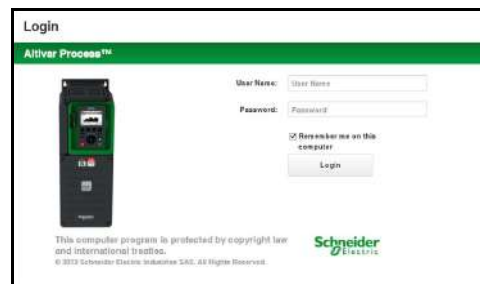 Login
Altivar Process™
User Name:
User Name
Password:
Password
Remember me on this
computer
Login
This computer program is protected by copyright law
and international treaties.
Schneider
Electric
Schneider Electric Industries SAS. All Rights Reserved.